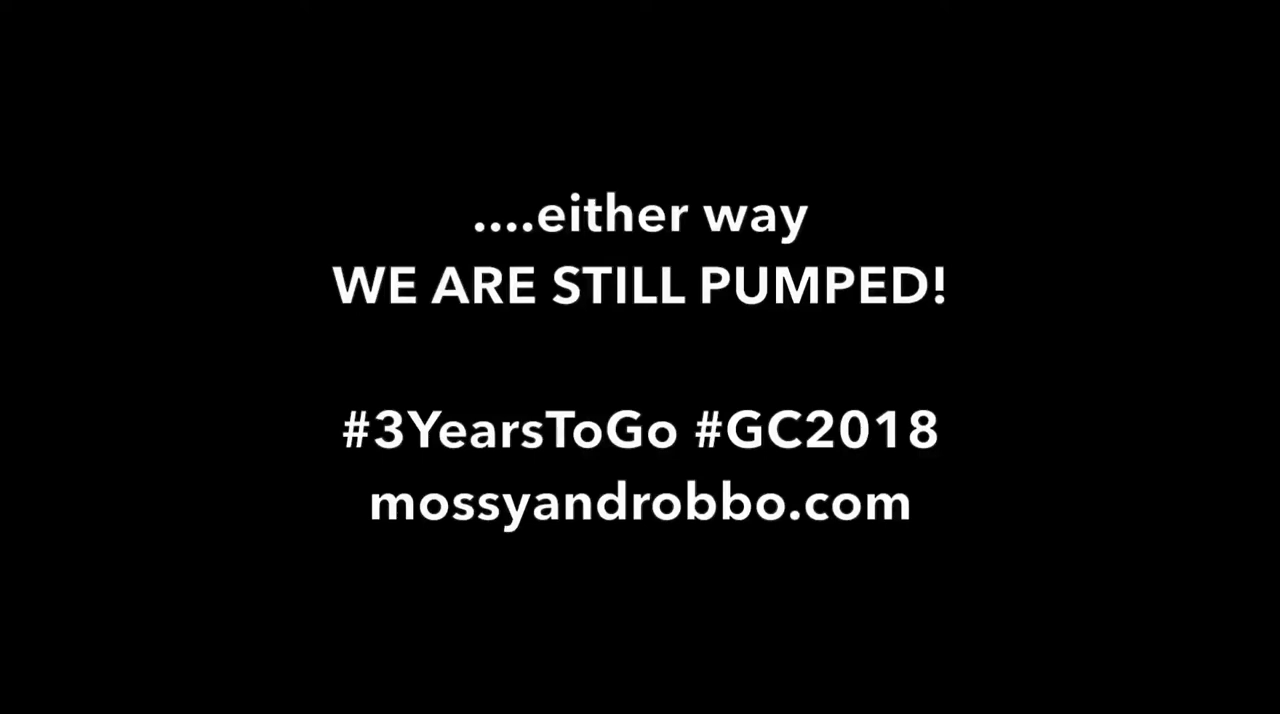 ....either way
WE ARE STILL PUMPED!
#3YearsToGo #GC2018
mossyandrobbo.com